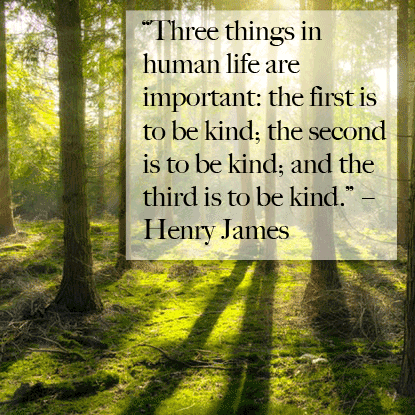 “Three things in
human life are
important: the first is
to be kind; the second
is to be kind; and the
third is to be kind.” –
Henry James